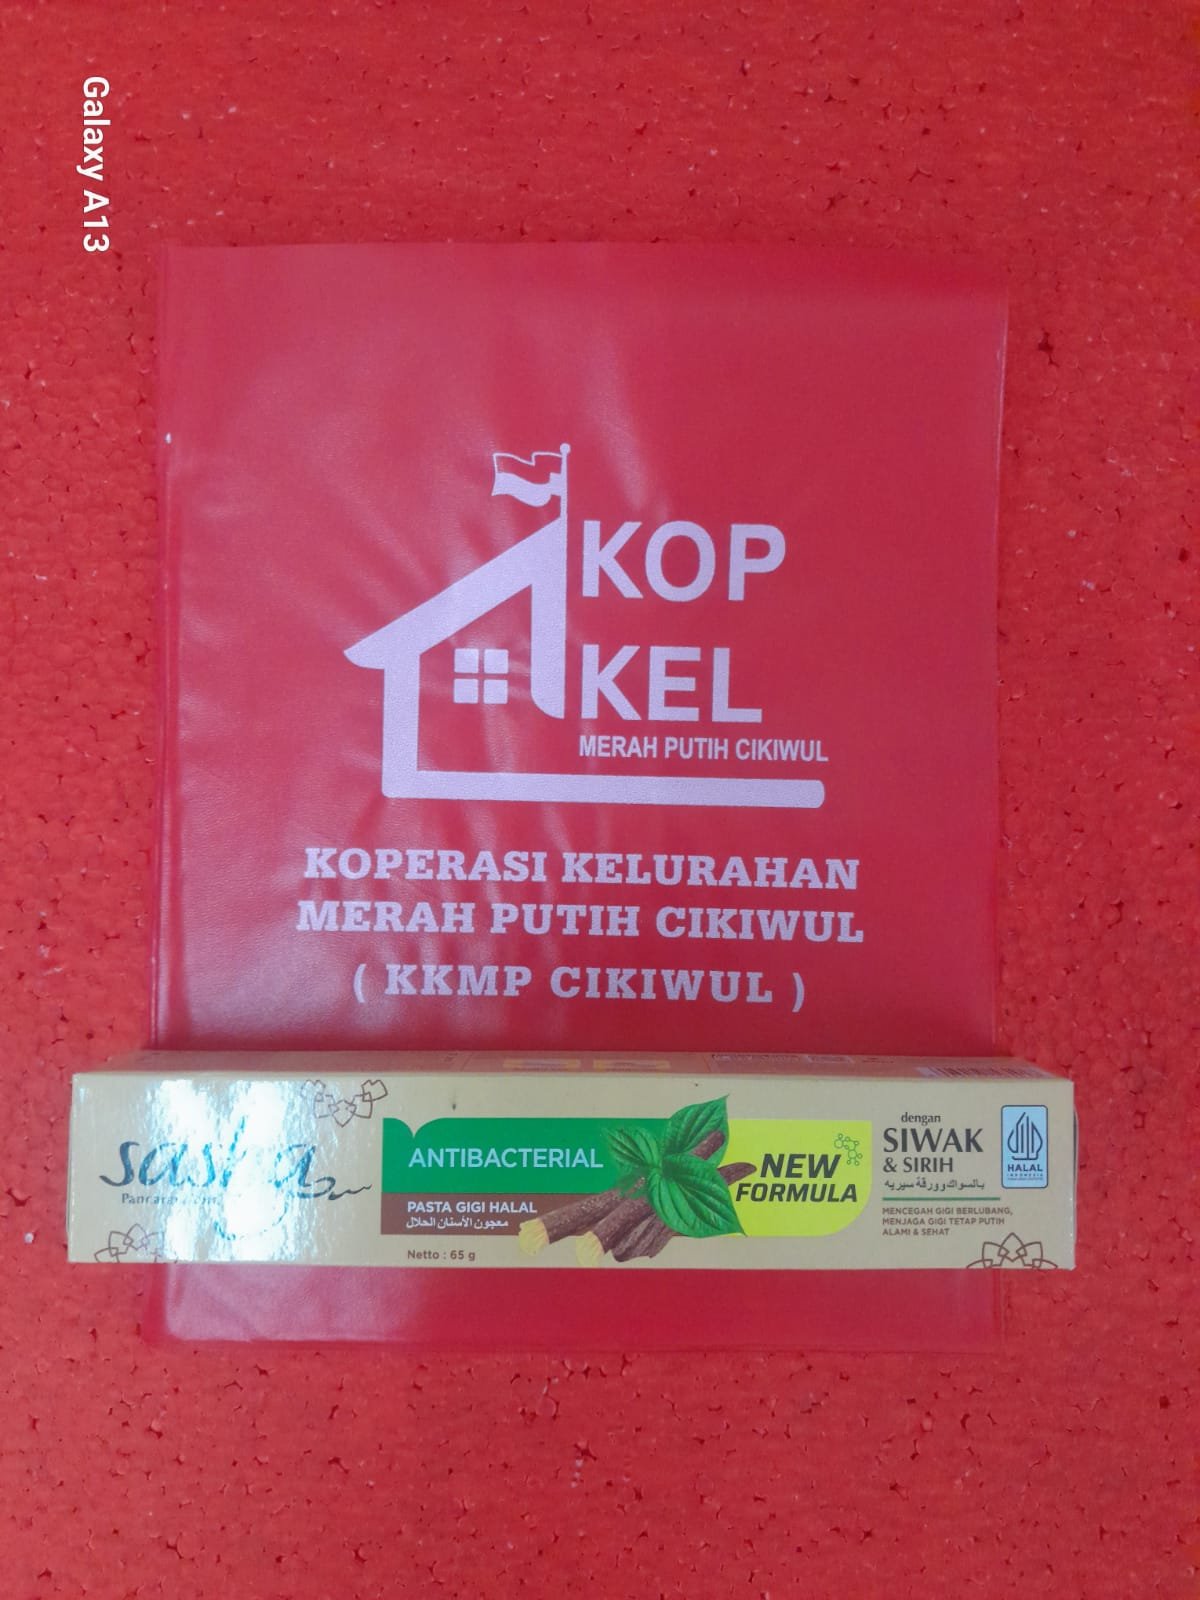 Galaxy A13
KOP
KEL
MERAH PUTIH CIKIWUL
KOPERASI KELURAHAN
MERAH PUTIH CIKIWUL
( KKMP CIKIWUL )
sasha
ANTIBACTERIAL
PASTA GIGI HALAL
معجون الأسنان الحلال
Netto : 65 g
NEW
FORMULA
dengan
SIWAK
& SIRIH
بالسواك وورقة سيريه
MENCEGAH GIGI BERLUBANG,
MENJAGA GIGI TETAP PUTIH
ALAMI & SEHAT
HALAL
INDONESIA